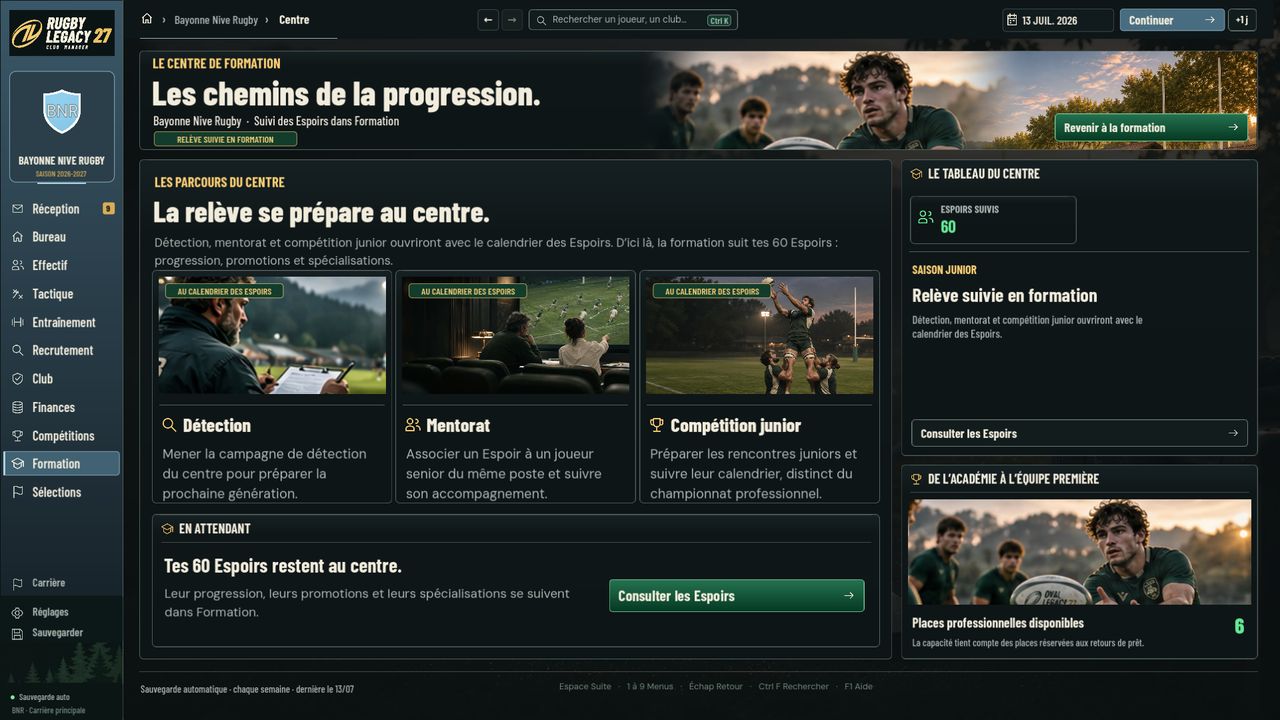 RUGBY
LEGACY 27
CLUB MANAGER
Bayonne Nive Rugby
Centre
Rechercher un joueur, un club...
Ctrl K
13 JUIL. 2026
Continuer
+1 j
BNR
BAYONNE NIVE RUGBY
SAISON 2026-2027
Réception
9
Bureau
Effectif
Tactique
Entraînement
Recrutement
Club
Finances
Compétitions
Formation
Sélections
Carrière
Réglages
Sauvegarder
Sauvegarde auto
BNR · Carrière principale
LE CENTRE DE FORMATION
Les chemins de la progression.
Bayonne Nive Rugby · Suivi des Espoirs dans Formation
RELÈVE SUIVIE EN FORMATION
Revenir à la formation
LES PARCOURS DU CENTRE
La relève se prépare au centre.
Détection, mentorat et compétition junior ouvriront avec le calendrier des Espoirs. D'ici là, la formation suit tes 60 Espoirs :
progression, promotions et spécialisations.
AU CALENDRIER DES ESPOIRS
Détection
Mener la campagne de détection
du centre pour préparer la
prochaine génération.
AU CALENDRIER DES ESPOIRS
Mentorat
Associer un Espoir à un joueur
senior du même poste et suivre
son accompagnement.
AU CALENDRIER DES ESPOIRS
Compétition junior
Préparer les rencontres juniors et
suivre leur calendrier, distinct du
championnat professionnel.
EN ATTENDANT
Tes 60 Espoirs restent au centre.
Leur progression, leurs promotions et leurs spécialisations se suivent
dans Formation.
Consulter les Espoirs
LE TABLEAU DU CENTRE
ESPOIRS SUIVIS
60
SAISON JUNIOR
Relève suivie en formation
Détection, mentorat et compétition junior ouvriront avec le
calendrier des Espoirs.
Consulter les Espoirs
DE L'ACADÉMIE À L'ÉQUIPE PREMIÈRE
OVAL
LEGACY 27
Places professionnelles disponibles
6
La capacité tient compte des places réservées aux retours de prêt.
Sauvegarde automatique · chaque semaine · dernière le 13/07
Espace Suite · 1 à 9 Menus · Échap Retour · Ctrl F Rechercher · F1 Aide